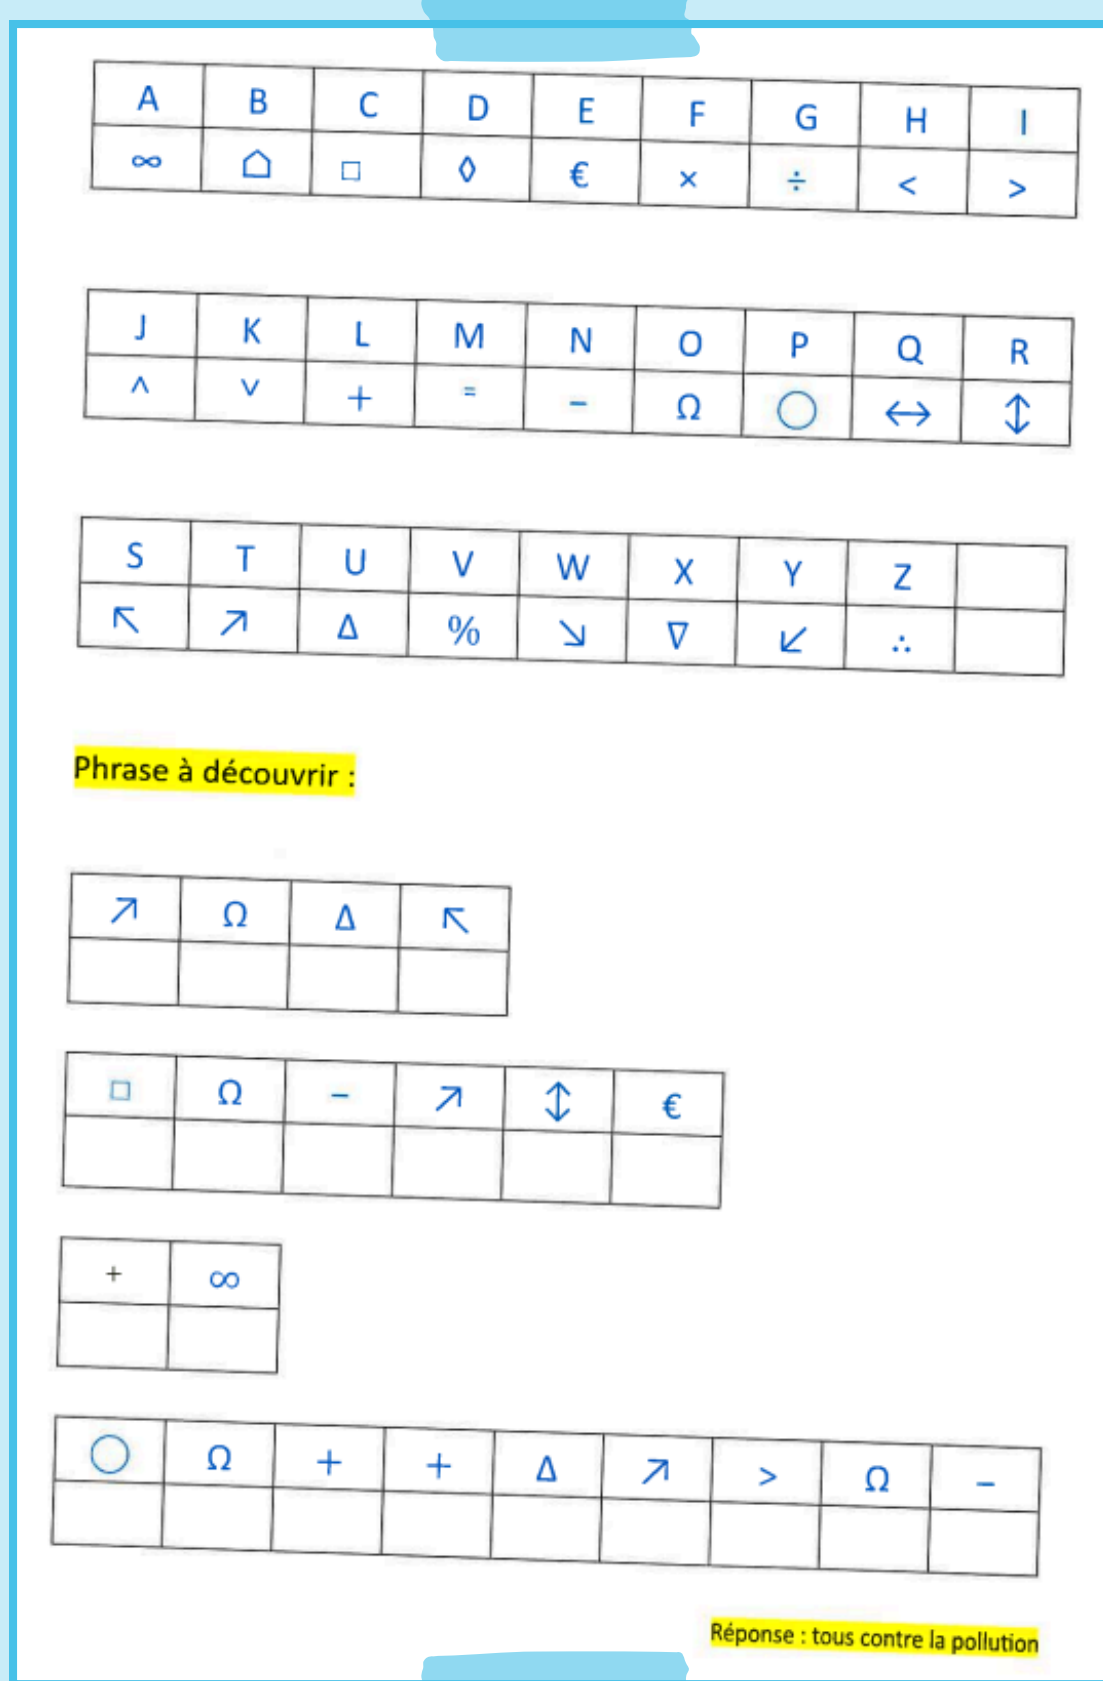 A B C D E F G H I
∞ ⌂ □ ◊ € × ÷ < >
J K L M N O P Q R
^ ˅ + = − Ω ○ ↔ ↕
S T U V W X Y Z
↖ ↗ Δ % ↘ ∇ ↙ ∴
Phrase à découvrir :
↗ Ω Δ ↖
□ Ω − ↗ ↕ €
+ ∞
○ Ω + + Δ ↗ > Ω −
Réponse : tous contre la pollution